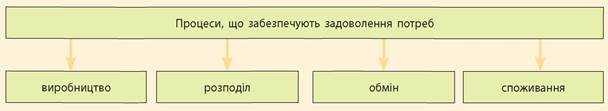 Процеси, що забезпечують задоволення потреб
виробництво
розподіл
обмін
споживання